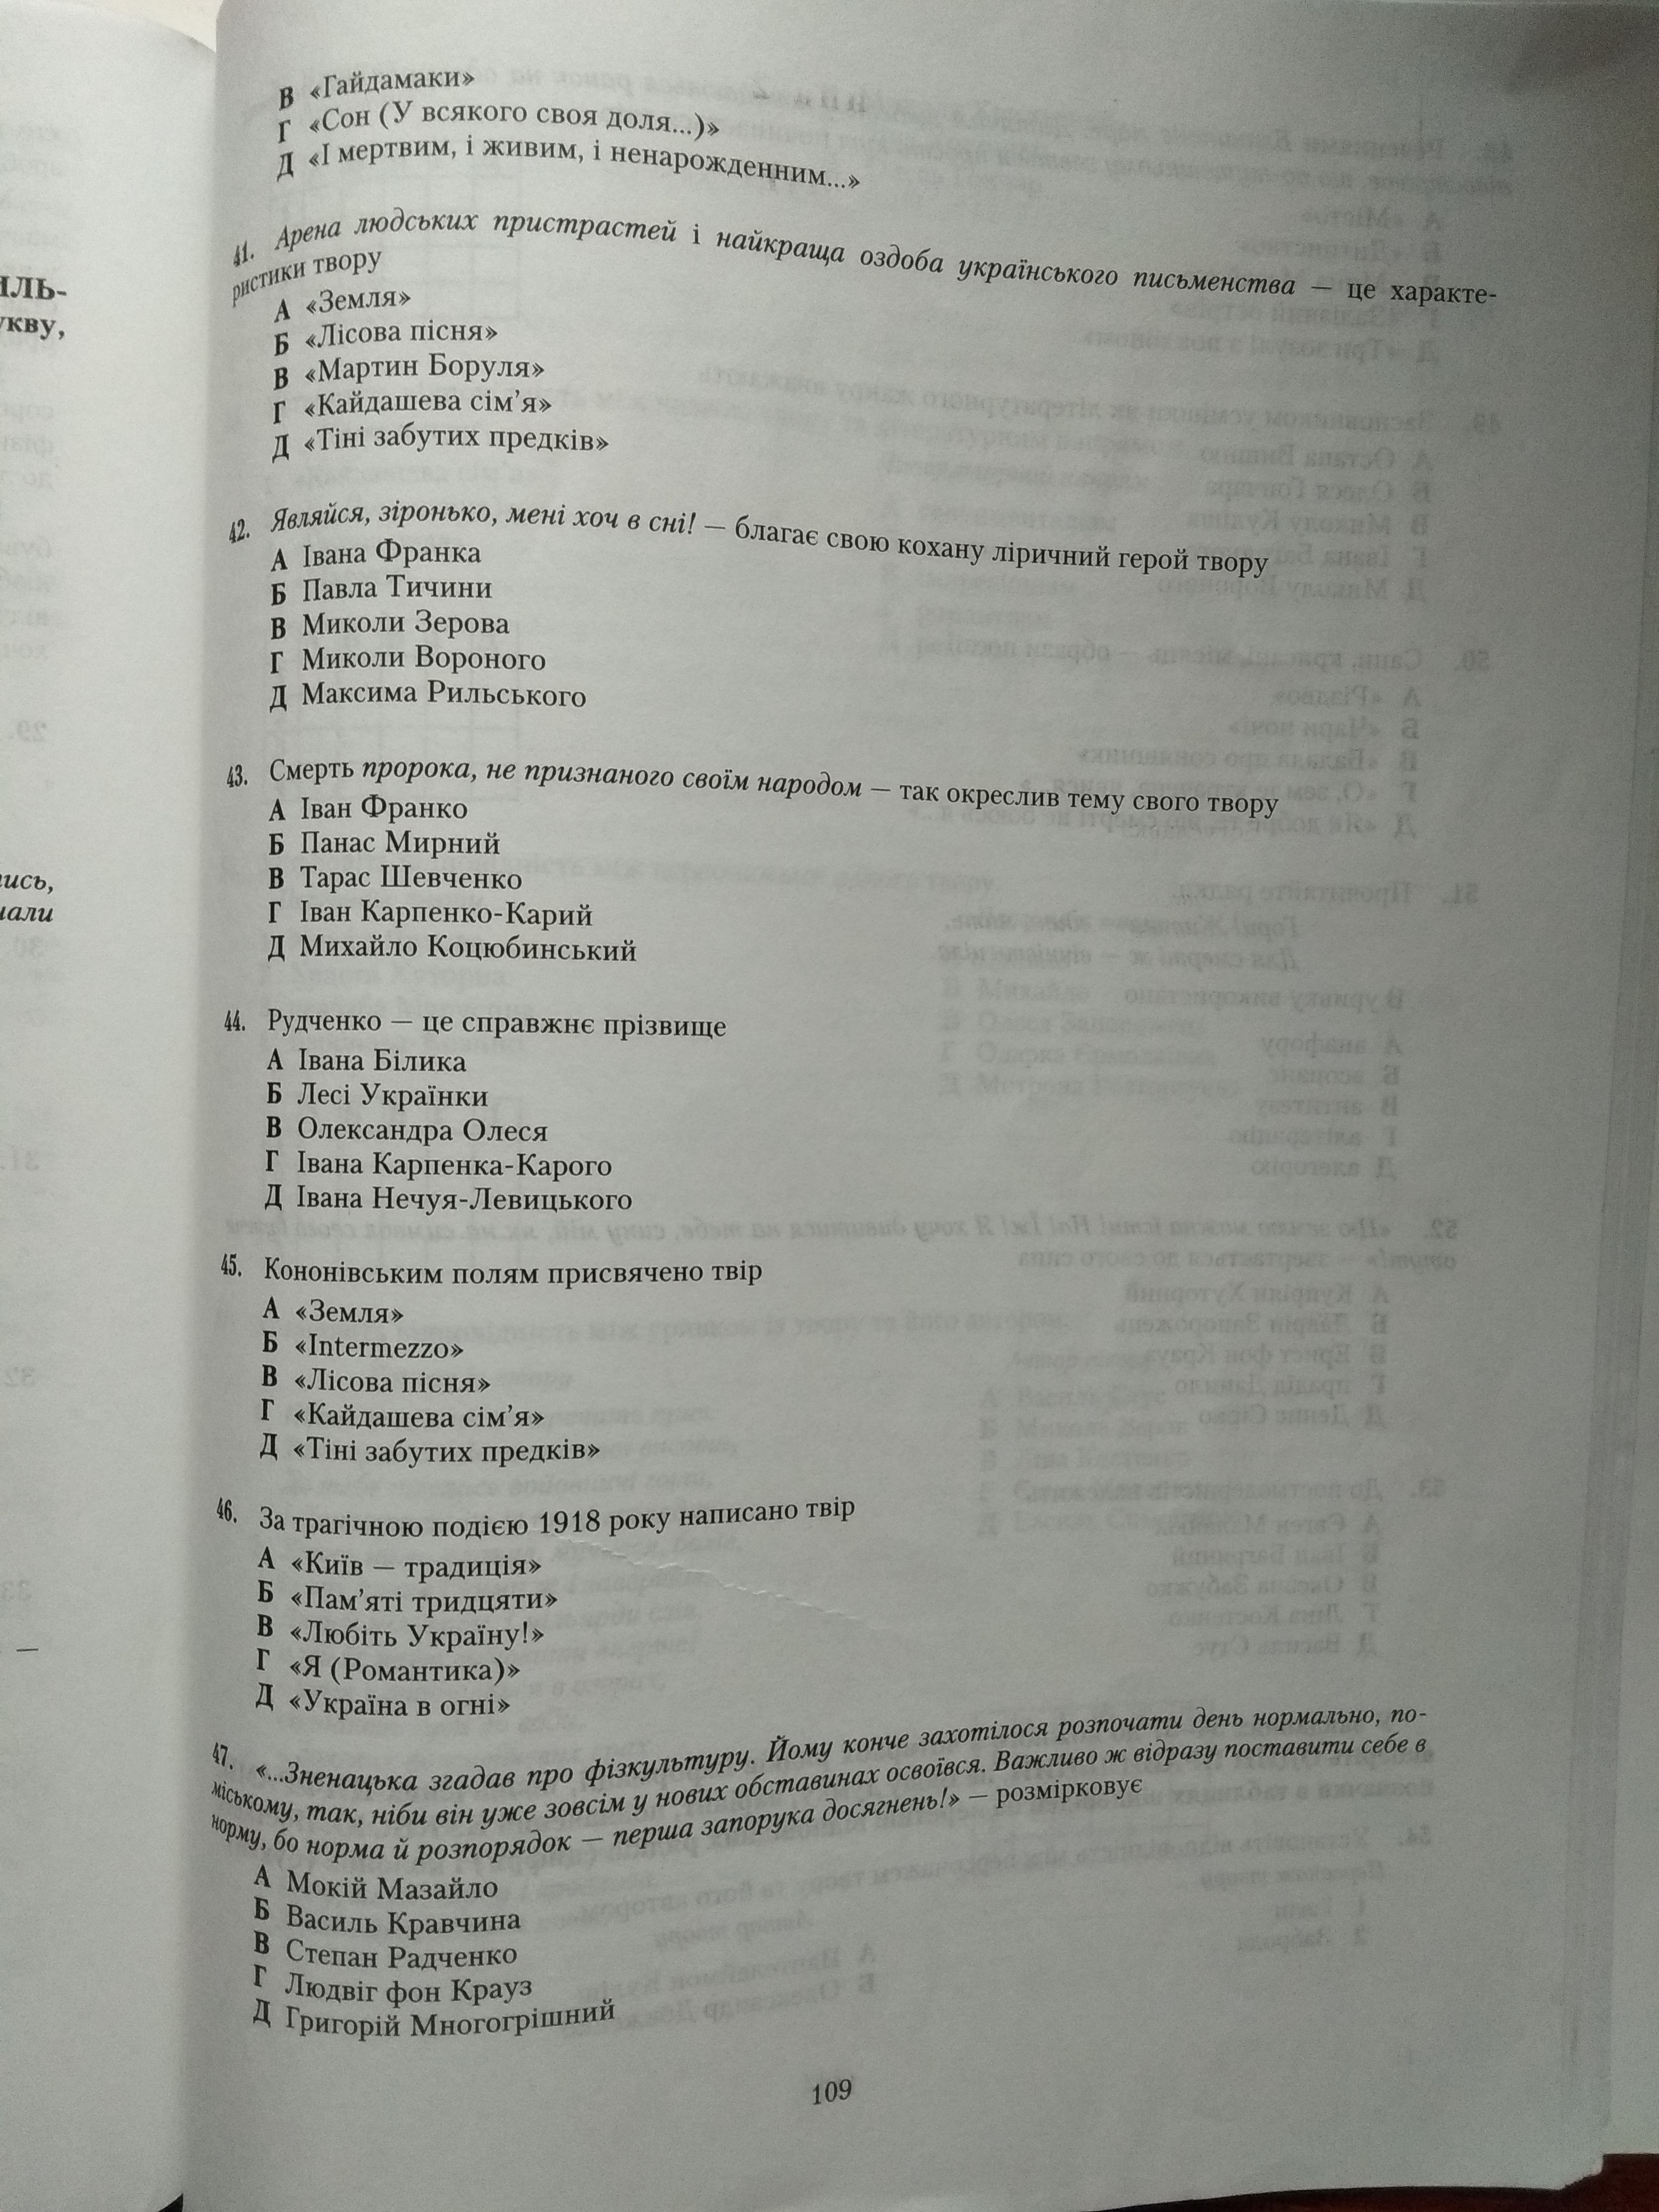 В «Гайдамаки»
Г «Сон (У всякого своя доля...)»
Д «І мертвим, і живим, і ненарожденним...»
41. Арена людських пристрастей і найкраща оздоба українського письменства — це характе-
ристики твору
А «Земля»
Б «Лісова пісня»
В «Мартин Боруля»
Г «Кайдашева сім’я»
Д «Тіні забутих предків»
42. Являйся, зіронько, мені хоч в сні! — благає свою кохану ліричний герой твору
А Івана Франка
Б Павла Тичини
В Миколи Зерова
Г Миколи Вороного
Д Максима Рильського
43. Смерть пророка, не признаного своїм народом — так окреслив тему свого твору
А Іван Франко
Б Панас Мирний
В Тарас Шевченко
Г Іван Карпенко-Карий
Д Михайло Коцюбинський
44. Рудченко — це справжнє прізвище
А Івана Білика
Б Лесі Українки
В Олександра Олеся
Г Івана Карпенка-Карого
Д Івана Нечуя-Левицького
45. Кононівським полям присвячено твір
А «Земля»
Б «Intermezzo»
В «Лісова пісня»
Г «Кайдашева сім’я»
Д «Тіні забутих предків»
46. За трагічною подією 1918 року написано твір
А «Київ — традиція»
Б «Пам’яті тридцяти»
В «Любіть Україну!»
Г «Я (Романтика)»
Д «Україна в огні»
47. «...Зненацька згадав про фізкультуру. Йому конче захотілося розпочати день нормально, по-
міському, так, ніби він уже зовсім у нових обставинах освоївся. Важливо ж відразу поставити себе в
норму, бо норма й розпорядок — перша запорука досягнень!» — розмірковує
А Мокій Мазайло
Б Василь Кравчина
В Степан Радченко
Г Людвіг фон Крауз
Д Григорій Многогрішний
109